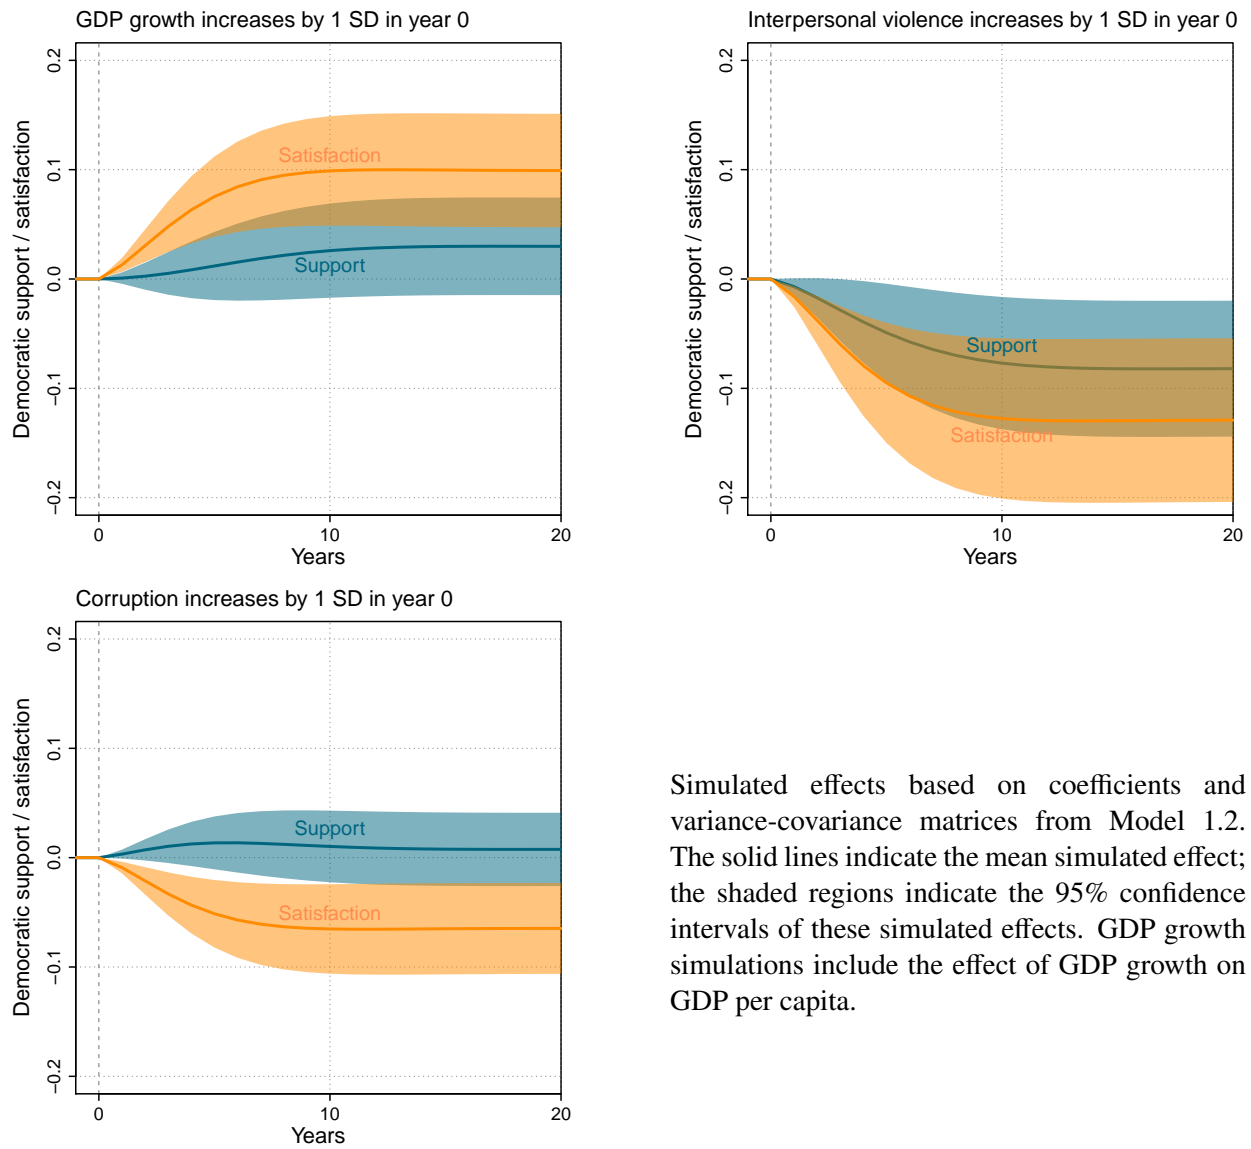 GDP growth increases by 1 SD in year 0
Democratic support / satisfaction
0.2
0.1
0.0
−0.1
−0.2
Satisfaction
Support
0
10
20
Years
Interpersonal violence increases by 1 SD in year 0
Democratic support / satisfaction
0.2
0.1
0.0
−0.1
−0.2
Support
Satisfaction
0
10
20
Years
Corruption increases by 1 SD in year 0
Democratic support / satisfaction
0.2
0.1
0.0
−0.1
−0.2
Support
Satisfaction
0
10
20
Years
Simulated effects based on coefficients and
variance-covariance matrices from Model 1.2.
The solid lines indicate the mean simulated effect;
the shaded regions indicate the 95% confidence
intervals of these simulated effects. GDP growth
simulations include the effect of GDP growth on
GDP per capita.